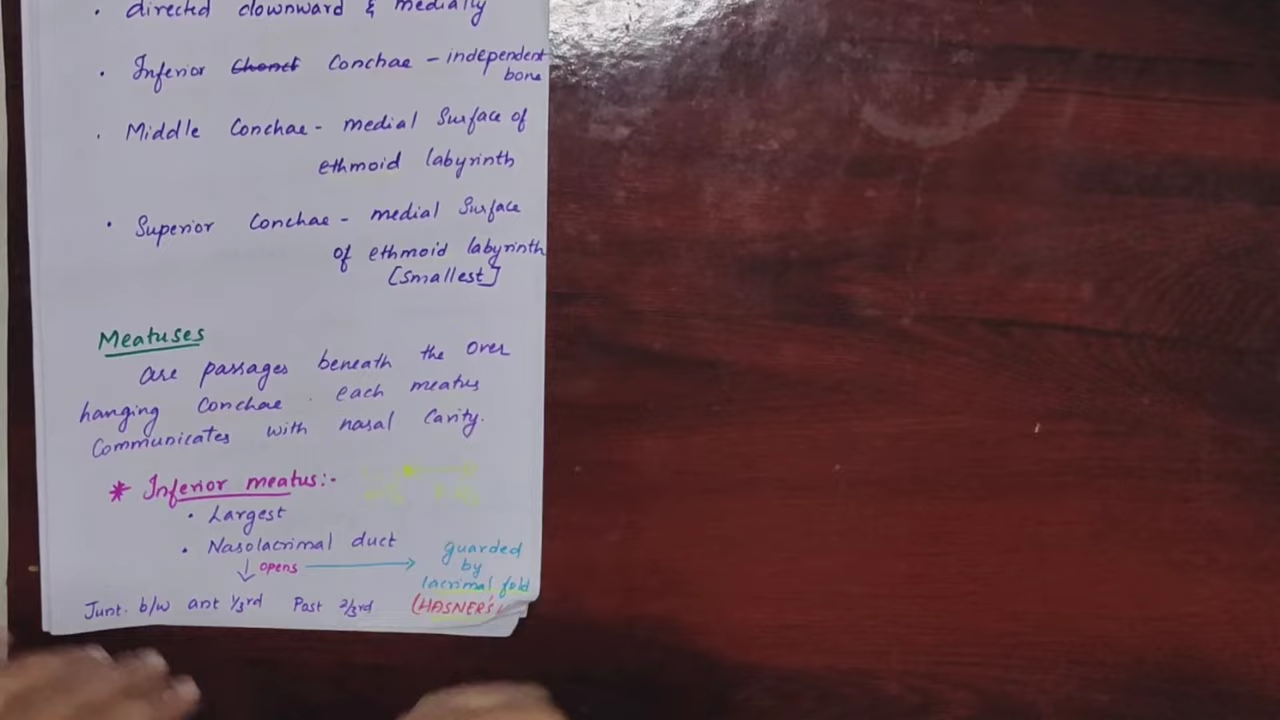 • directed downward & medially
• Inferior Chonct Conchae - independent
bone
• Middle Conchae - medial Surface of
ethmoid labyrinth
• Superior Conchae - medial Surface
of ethmoid labyrinth
[Smallest]
Meatuses
are passages beneath the over
hanging Conchae . each meatus
Communicates with nasal Cavity.
* Inferior meatus:-
• Largest
• Nasolacrimal duct
↓ opens → guarded
by
lacrimal fold
(HASNER'S
Junt. b/w ant 1/3rd Past 2/3rd